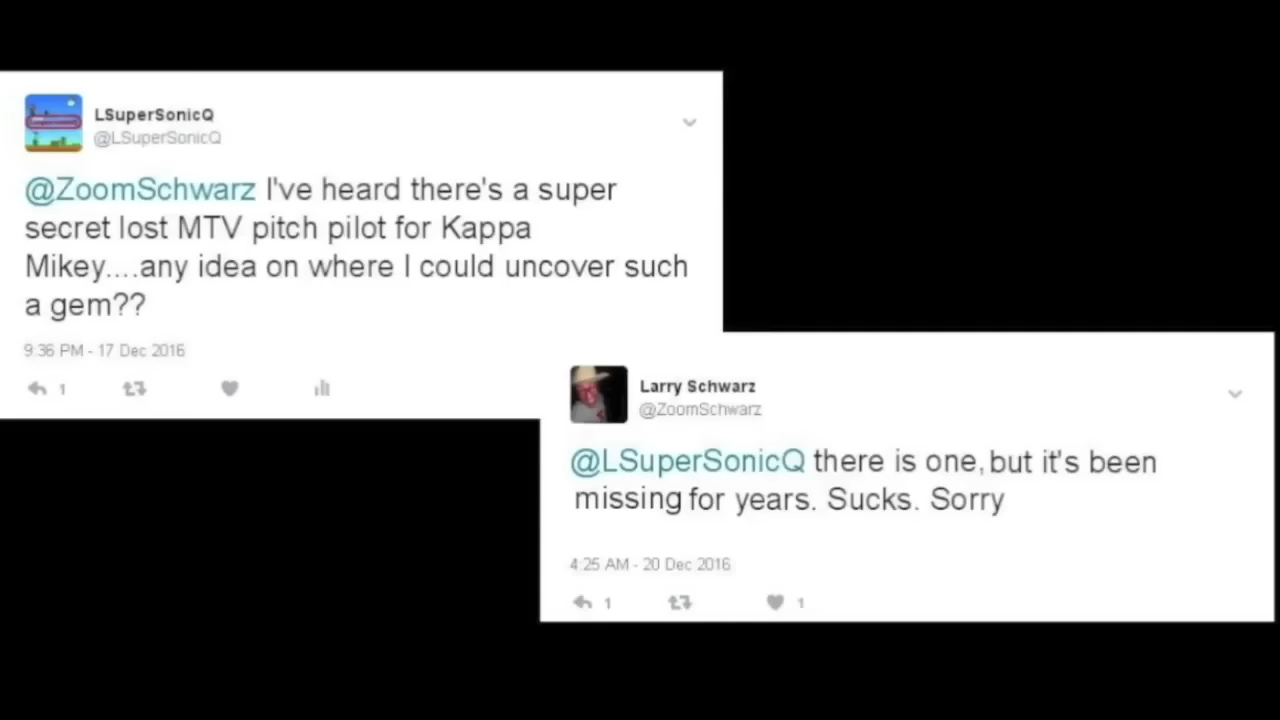 LSuperSonicQ
@LSuperSonicQ
@ZoomSchwarz I've heard there's a super
secret lost MTV pitch pilot for Kappa
Mikey....any idea on where I could uncover such
a gem??
9:36 PM - 17 Dec 2016
1
Larry Schwarz
@ZoomSchwarz
@LSuperSonicQ there is one, but it's been
missing for years. Sucks. Sorry
4:25 AM - 20 Dec 2016
1 1